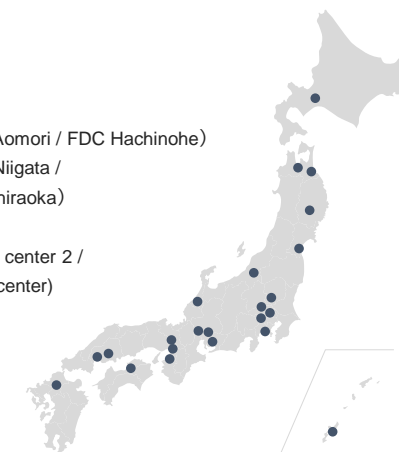 Aomori / FDC Hachinohe）
Niigata /
hiraoka）
center 2 /
center)